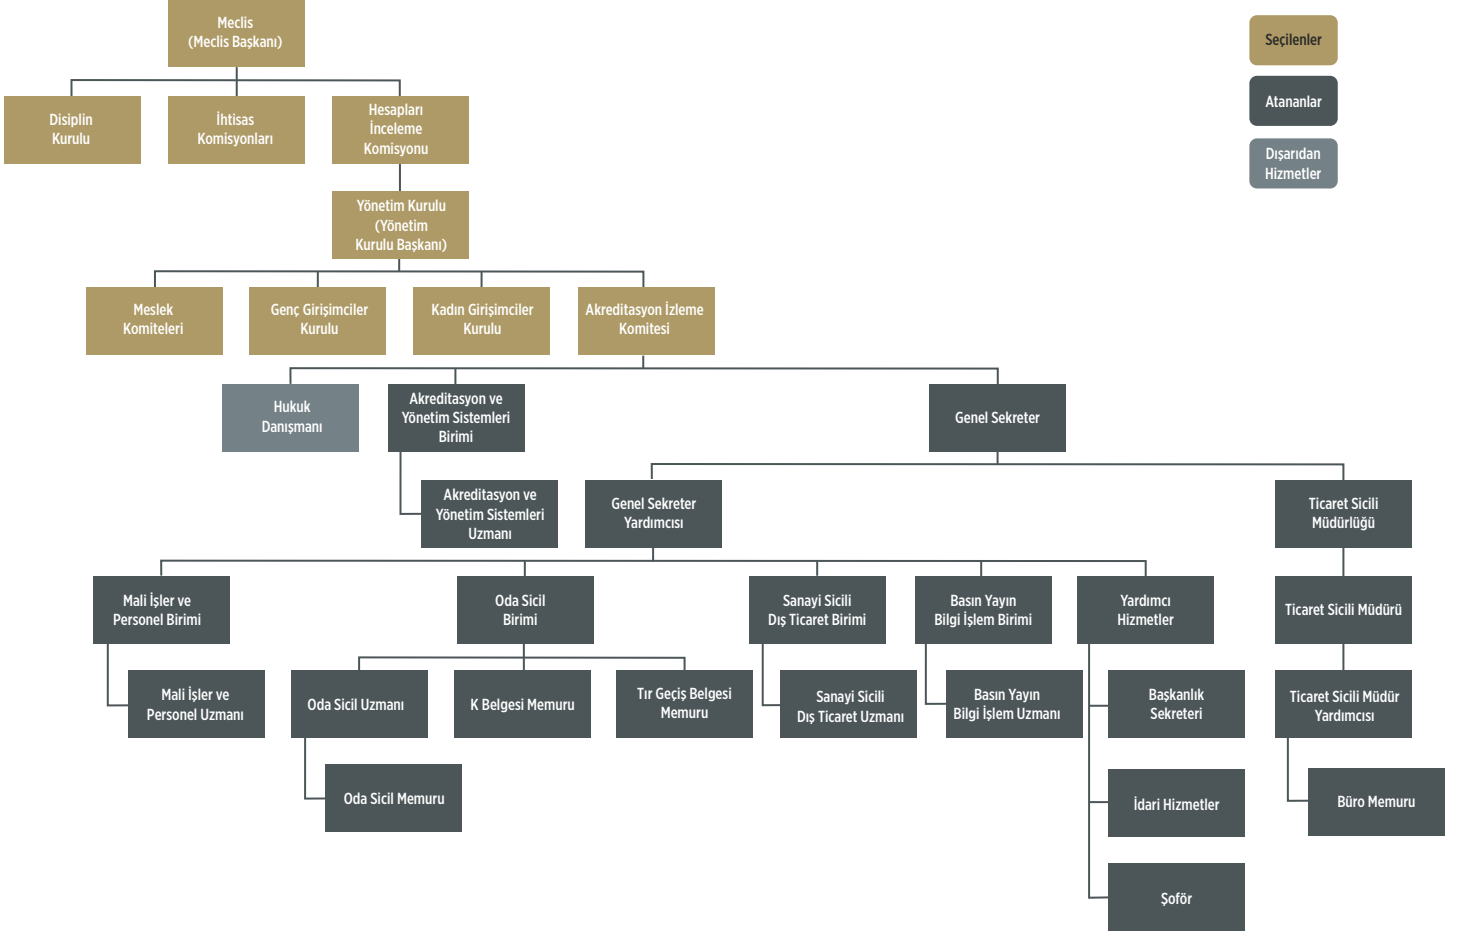 Meclis
(Meclis Başkanı)
Seçilenler
Atananlar
Dışarıdan
Hizmetler
Disiplin
Kurulu
İhtisas
Komisyonları
Hesapları
İnceleme
Komisyonu
Yönetim Kurulu
(Yönetim
Kurulu Başkanı)
Meslek
Komiteleri
Genç Girişimciler
Kurulu
Kadın Girişimciler
Kurulu
Akreditasyon İzleme
Komitesi
Hukuk
Danışmanı
Akreditasyon ve
Yönetim Sistemleri
Birimi
Genel Sekreter
Akreditasyon ve
Yönetim Sistemleri
Uzmanı
Genel Sekreter
Yardımcısı
Ticaret Sicili
Müdürlüğü
Mali İşler ve
Personel Birimi
Oda Sicil
Birimi
Sanayi Sicili
Dış Ticaret Birimi
Basın Yayın
Bilgi İşlem Birimi
Yardımcı
Hizmetler
Ticaret Sicili Müdürü
Mali İşler ve
Personel Uzmanı
Oda Sicil Uzmanı
K Belgesi Memuru
Tır Geçiş Belgesi
Memuru
Sanayi Sicili
Dış Ticaret Uzmanı
Basın Yayın
Bilgi İşlem Uzmanı
Başkanlık
Sekreteri
Ticaret Sicili Müdür
Yardımcısı
Oda Sicil Memuru
İdari Hizmetler
Büro Memuru
Şoför